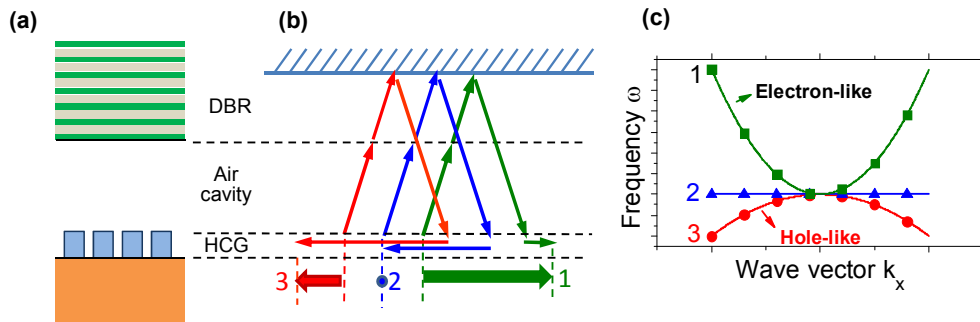 (a)
(b)
DBR
Air
cavity
HCG
3
2
1
(c)
Frequency ω
1
Electron-like
2
3
Hole-like
Wave vector kx